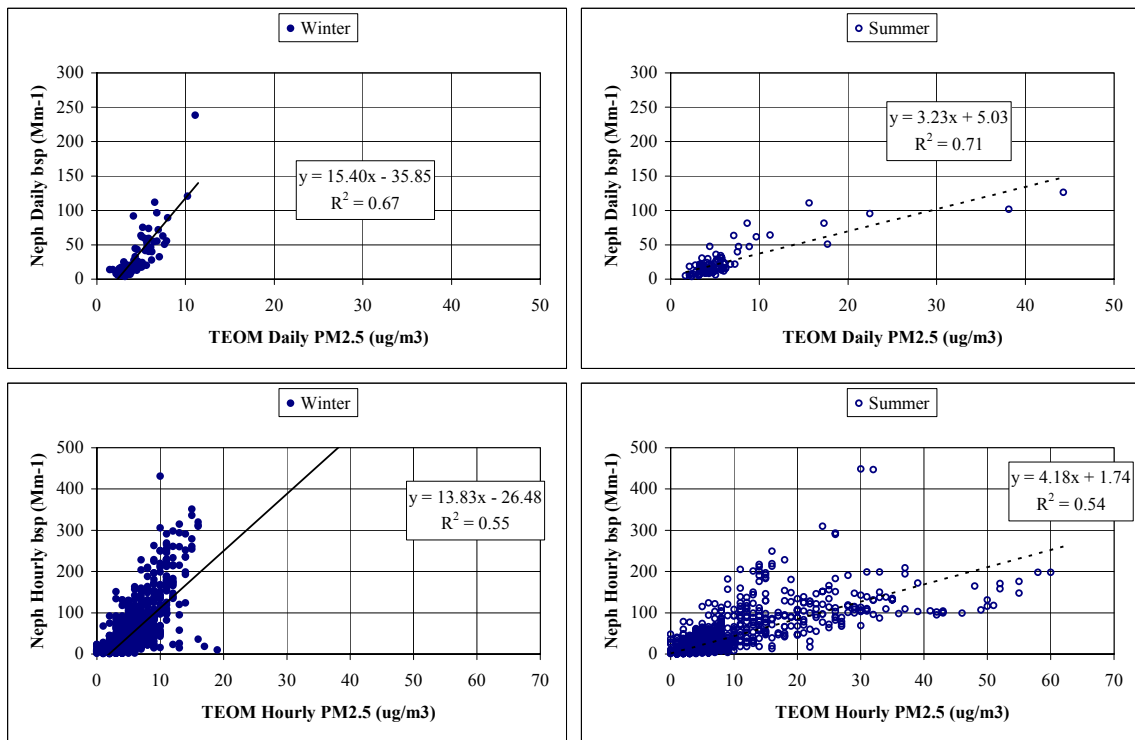 Winter
300
250
200
150
100
50
0
Neph Daily bsp (Mm-1)
y = 15.40x - 35.85
R² = 0.67
0 10 20 30 40 50
TEOM Daily PM2.5 (ug/m3)
Summer
300
250
200
150
100
50
0
Neph Daily bsp (Mm-1)
y = 3.23x + 5.03
R² = 0.71
0 10 20 30 40 50
TEOM Daily PM2.5 (ug/m3)
Winter
500
400
300
200
100
0
Neph Hourly bsp (Mm-1)
y = 13.83x - 26.48
R² = 0.55
0 10 20 30 40 50 60 70
TEOM Hourly PM2.5 (ug/m3)
Summer
500
400
300
200
100
0
Neph Hourly bsp (Mm-1)
y = 4.18x + 1.74
R² = 0.54
0 10 20 30 40 50 60 70
TEOM Hourly PM2.5 (ug/m3)